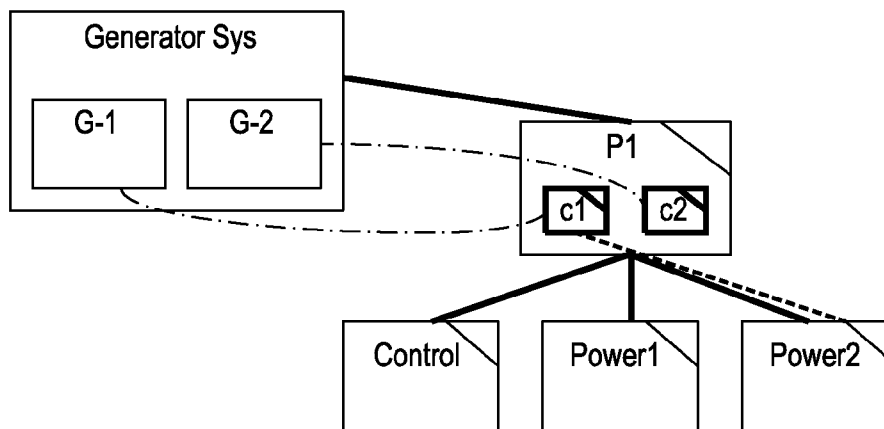 Generator Sys
G-1
G-2
P1
c1
c2
Control
Power1
Power2